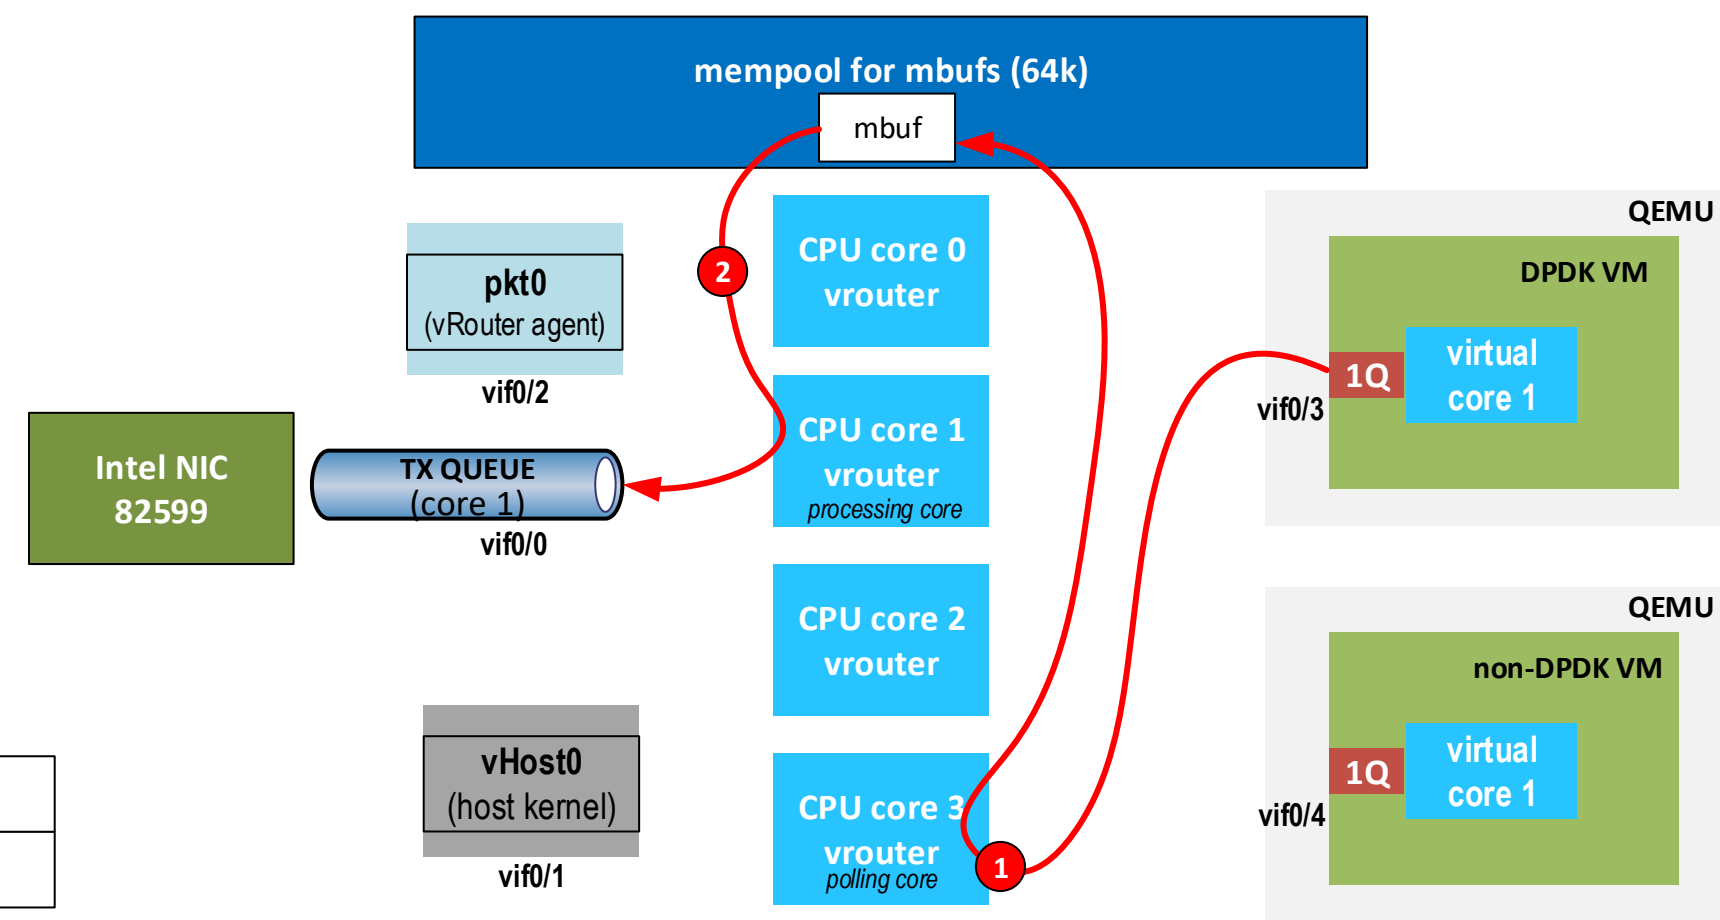 mempool for mbufs (64k)
mbuf
QEMU
DPDK VM
CPU core 0
vrouter
pkt0
(vRouter agent)
vif0/2
2
virtual
core 1
1Q
vif0/3
CPU core 1
vrouter
processing core
Intel NIC
82599
TX QUEUE
(core 1)
vif0/0
CPU core 2
vrouter
QEMU
non-DPDK VM
vHost0
(host kernel)
vif0/1
CPU core 3
vrouter
polling core
1
virtual
core 1
1Q
vif0/4